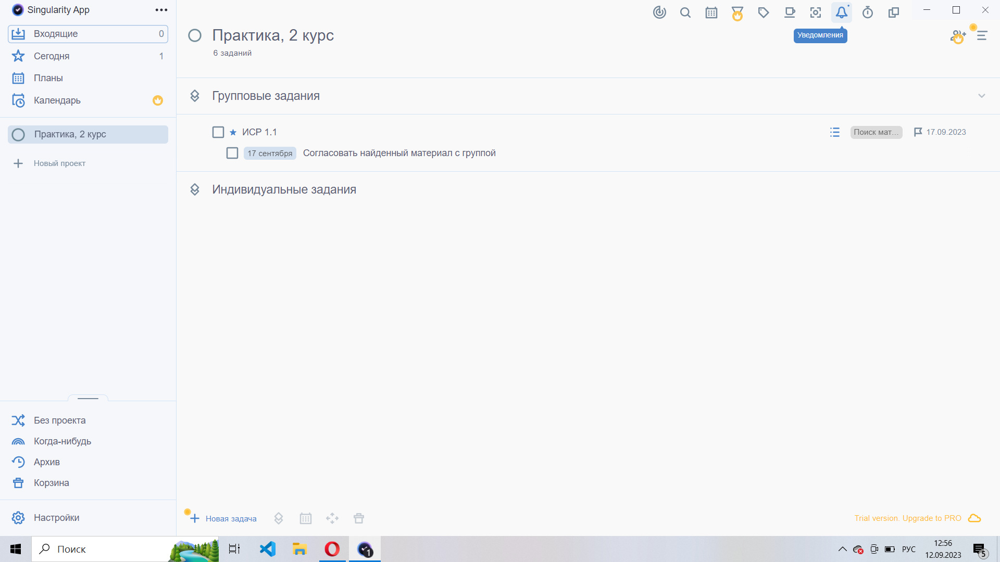 Singularity App
Входящие 0
Сегодня 1
Планы
Календарь
Практика, 2 курс
Новый проект
Без проекта
Когда-нибудь
Архив
Корзина
Настройки
Уведомления
Практика, 2 курс
6 заданий
Групповые задания
ИСР 1.1 Поиск мат... 17.09.2023
17 сентября Согласовать найденный материал с группой
Индивидуальные задания
Новая задача
Trial version. Upgrade to PRO
Поиск
1
РУС
12:56
12.09.2023
5